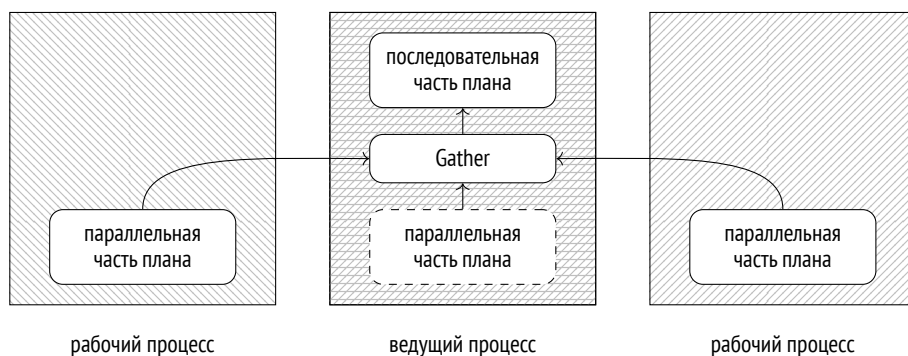 последовательная
часть плана
Gather
параллельная
часть плана
параллельная
часть плана
параллельная
часть плана
рабочий процесс
ведущий процесс
рабочий процесс